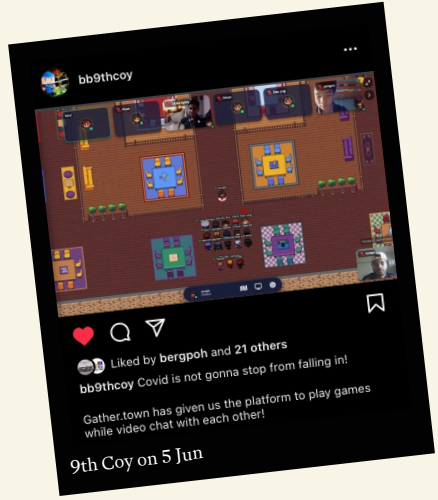 bb9thcoy
Liked by bergpoh and 21 others
bb9thcoy Covid is not gonna stop from falling in!
Gather.town has given us the platform to play games
while video chat with each other!
9th Coy on 5 Jun